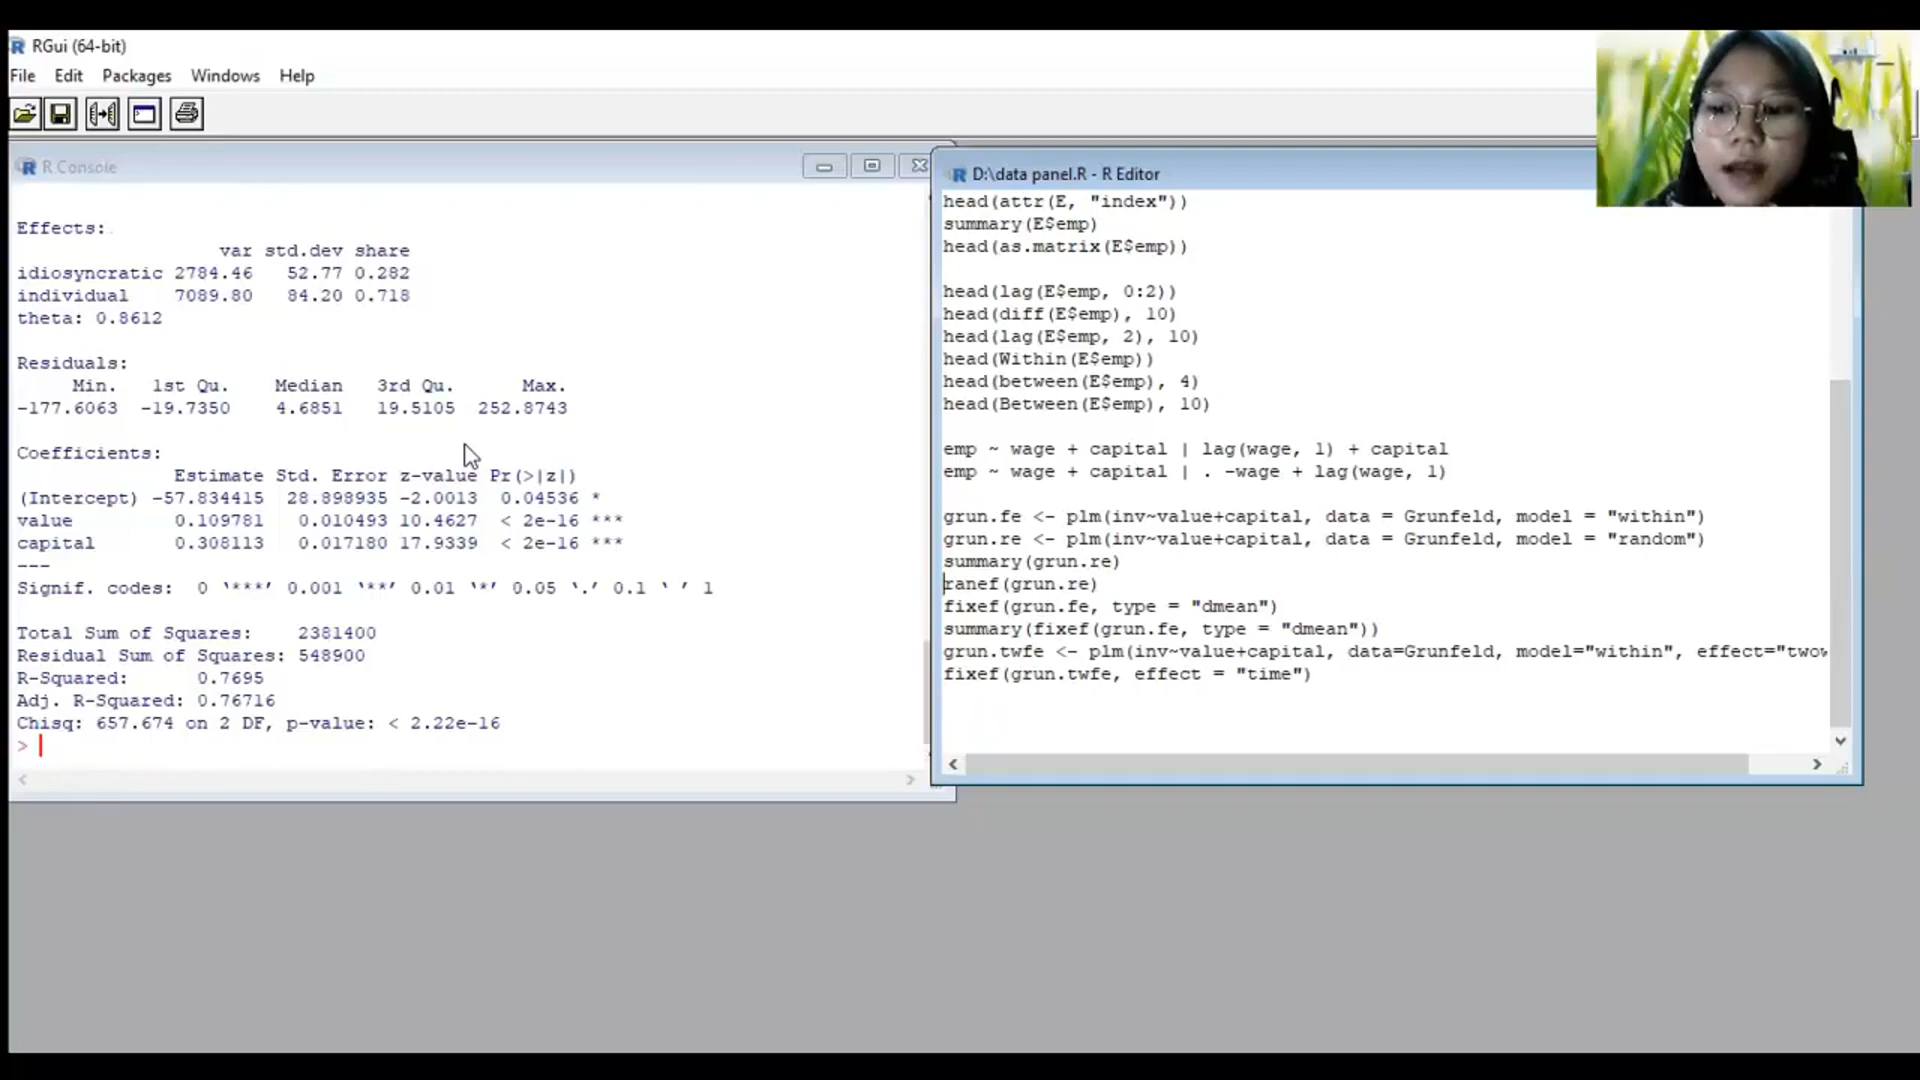 RGui (64-bit)
File Edit Packages Windows Help
R Console
Effects:
var std.dev share
idiosyncratic 2784.46 52.77 0.282
individual 7089.80 84.20 0.718
theta: 0.8612
Residuals:
Min. 1st Qu. Median 3rd Qu. Max.
-177.6063 -19.7350 4.6851 19.5105 252.8743
Coefficients:
Estimate Std. Error z-value Pr(>|z|)
(Intercept) -57.834415 28.898935 -2.0013 0.04536 *
value 0.109781 0.010493 10.4627 < 2e-16 ***
capital 0.308113 0.017180 17.9339 < 2e-16 ***
---
Signif. codes: 0 ‘***’ 0.001 ‘**’ 0.01 ‘*’ 0.05 ‘.’ 0.1 ‘ ’ 1
Total Sum of Squares: 2381400
Residual Sum of Squares: 548900
R-Squared: 0.7695
Adj. R-Squared: 0.76716
Chisq: 657.674 on 2 DF, p-value: < 2.22e-16
>
D:\data panel.R - R Editor
head(attr(E, "index"))
summary(E$emp)
head(as.matrix(E$emp))
head(lag(E$emp, 0:2))
head(diff(E$emp), 10)
head(lag(E$emp, 2), 10)
head(Within(E$emp))
head(between(E$emp), 4)
head(Between(E$emp), 10)
emp ~ wage + capital | lag(wage, 1) + capital
emp ~ wage + capital | . -wage + lag(wage, 1)
grun.fe <- plm(inv~value+capital, data = Grunfeld, model = "within")
grun.re <- plm(inv~value+capital, data = Grunfeld, model = "random")
summary(grun.re)
ranef(grun.re)
fixef(grun.fe, type = "dmean")
summary(fixef(grun.fe, type = "dmean"))
grun.twfe <- plm(inv~value+capital, data=Grunfeld, model="within", effect="twow
fixef(grun.twfe, effect = "time")